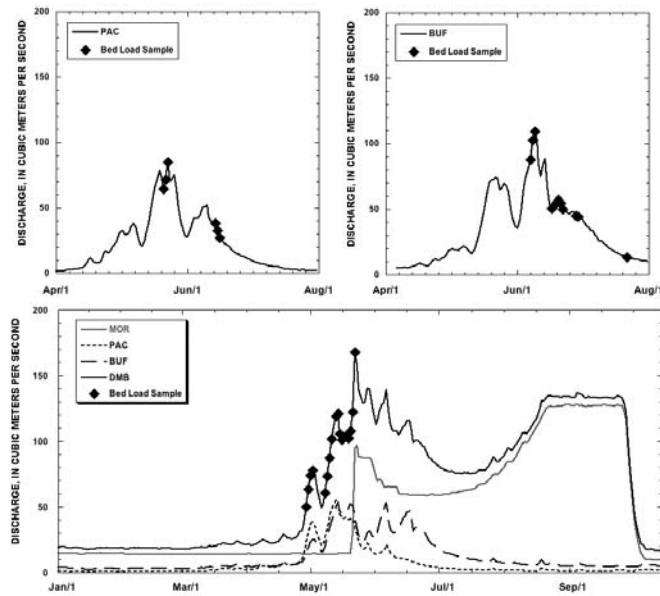 DISCHARGE, IN CUBIC METERS PER SECOND
200
150
100
50
0
PAC
Bed Load Sample
Apr/1 Jun/1 Aug/1
DISCHARGE, IN CUBIC METERS PER SECOND
200
150
100
50
0
BUF
Bed Load Sample
Apr/1 Jun/1 Aug/1
DISCHARGE, IN CUBIC METERS PER SECOND
200
150
100
50
0
MOR
PAC
BUF
DMB
Bed Load Sample
Jan/1 Mar/1 May/1 Jul/1 Sep/1